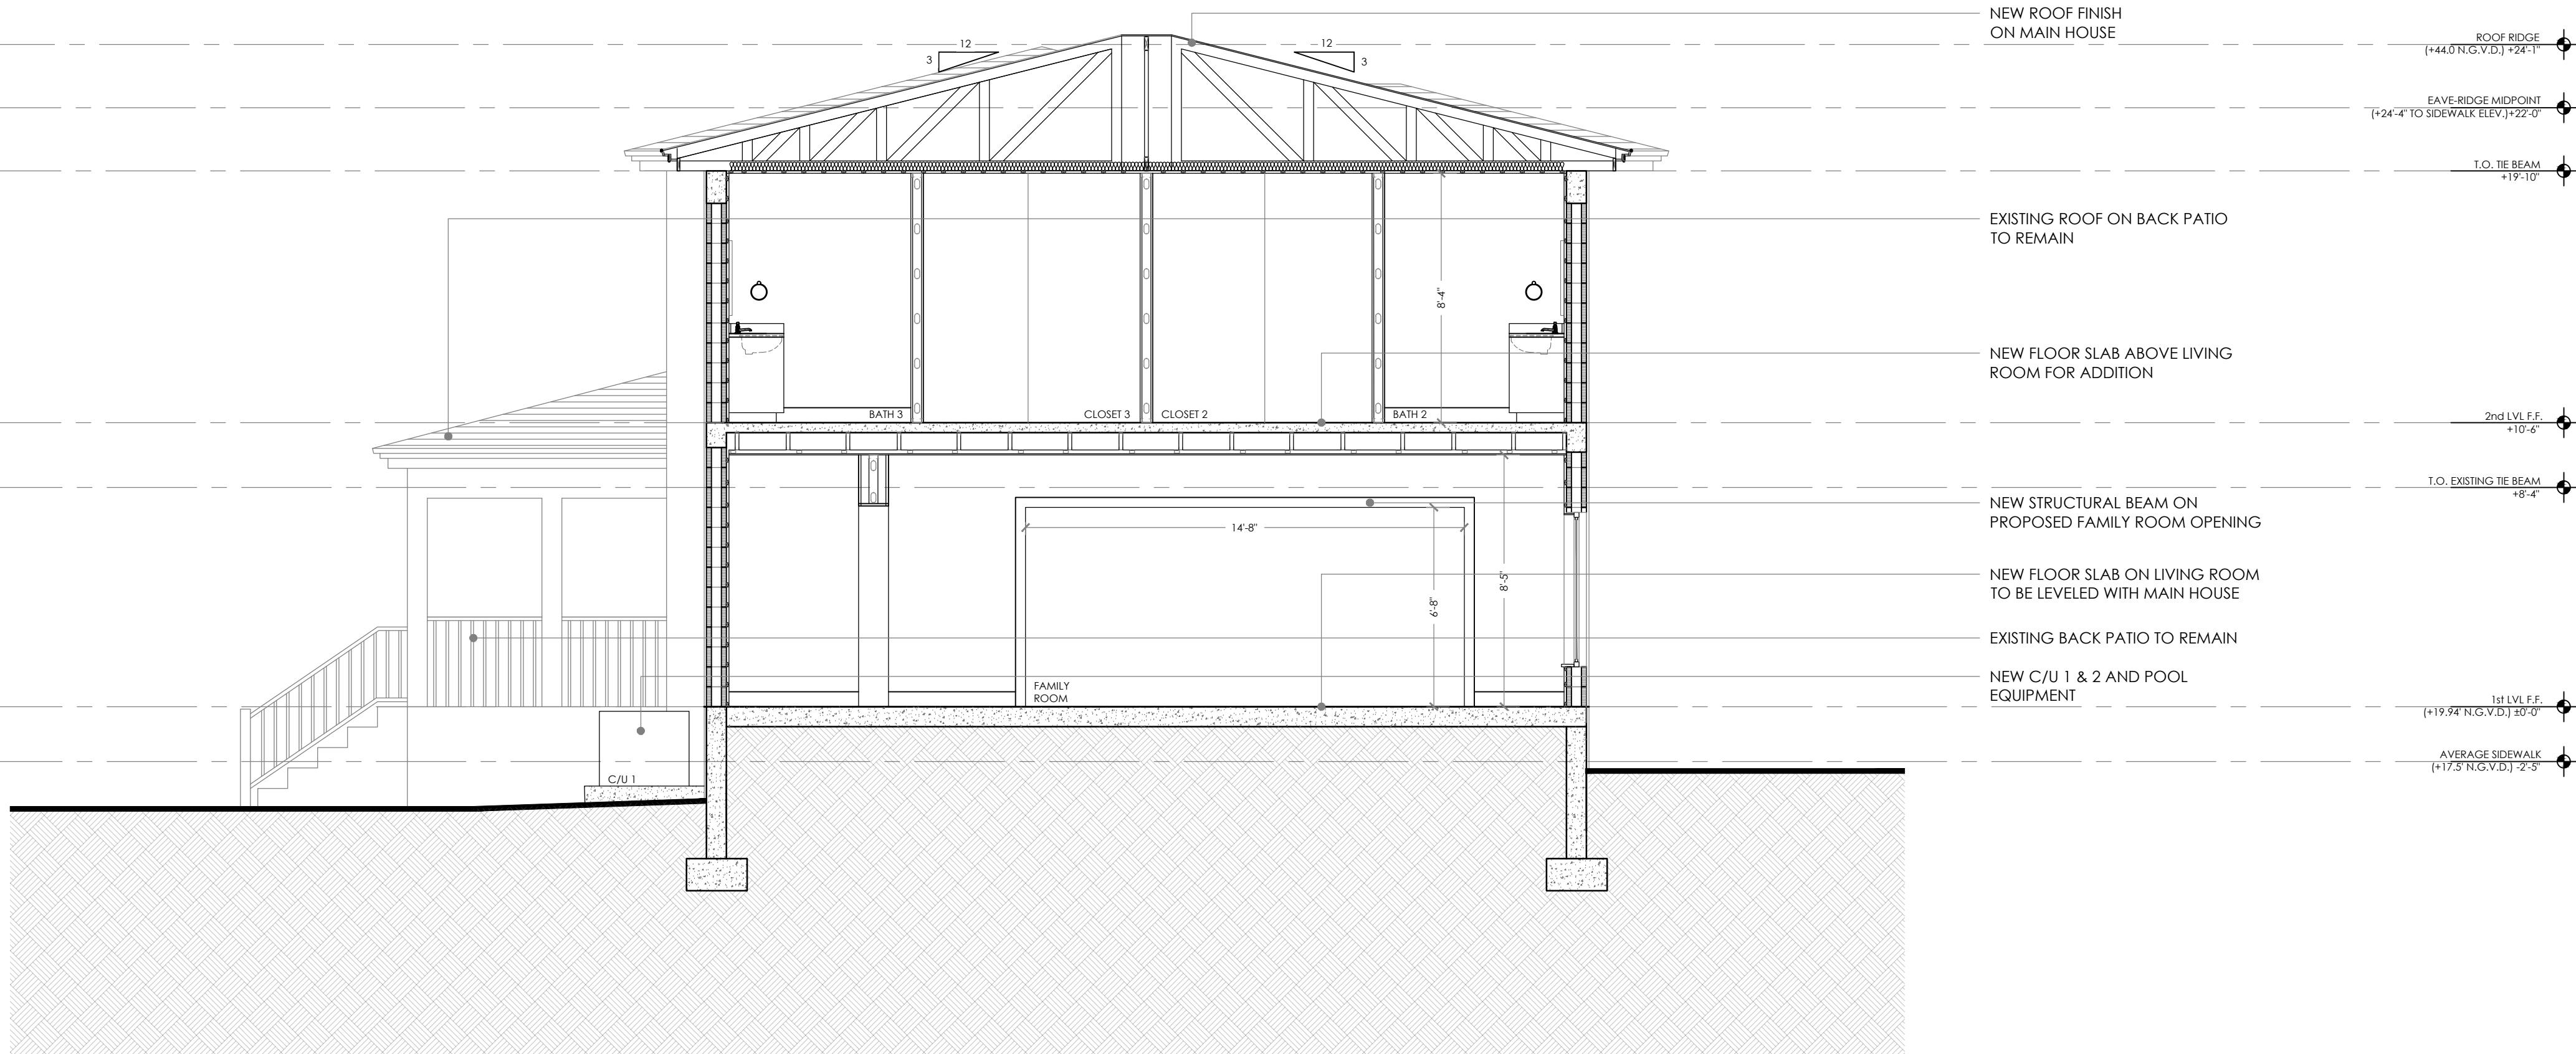 NEW ROOF FINISH
ON MAIN HOUSE
ROOF RIDGE
(+44.0 N.G.V.D.) +24'-1"
12
3
12
3
EAVE-RIDGE MIDPOINT
(+24'-4" TO SIDEWALK ELEV.)+22'-0"
T.O. TIE BEAM
+19'-10"
EXISTING ROOF ON BACK PATIO
TO REMAIN
8'-4"
NEW FLOOR SLAB ABOVE LIVING
ROOM FOR ADDITION
BATH 3
CLOSET 3
CLOSET 2
BATH 2
2nd LVL F.F.
+10'-6"
T.O. EXISTING TIE BEAM
+8'-4"
NEW STRUCTURAL BEAM ON
PROPOSED FAMILY ROOM OPENING
14'-8"
6'-8"
8'-5"
NEW FLOOR SLAB ON LIVING ROOM
TO BE LEVELED WITH MAIN HOUSE
EXISTING BACK PATIO TO REMAIN
NEW C/U 1 & 2 AND POOL
EQUIPMENT
FAMILY
ROOM
1st LVL F.F.
(+19.94' N.G.V.D.) ±0'-0"
AVERAGE SIDEWALK
(+17.5' N.G.V.D.) -2'-5"
C/U 1